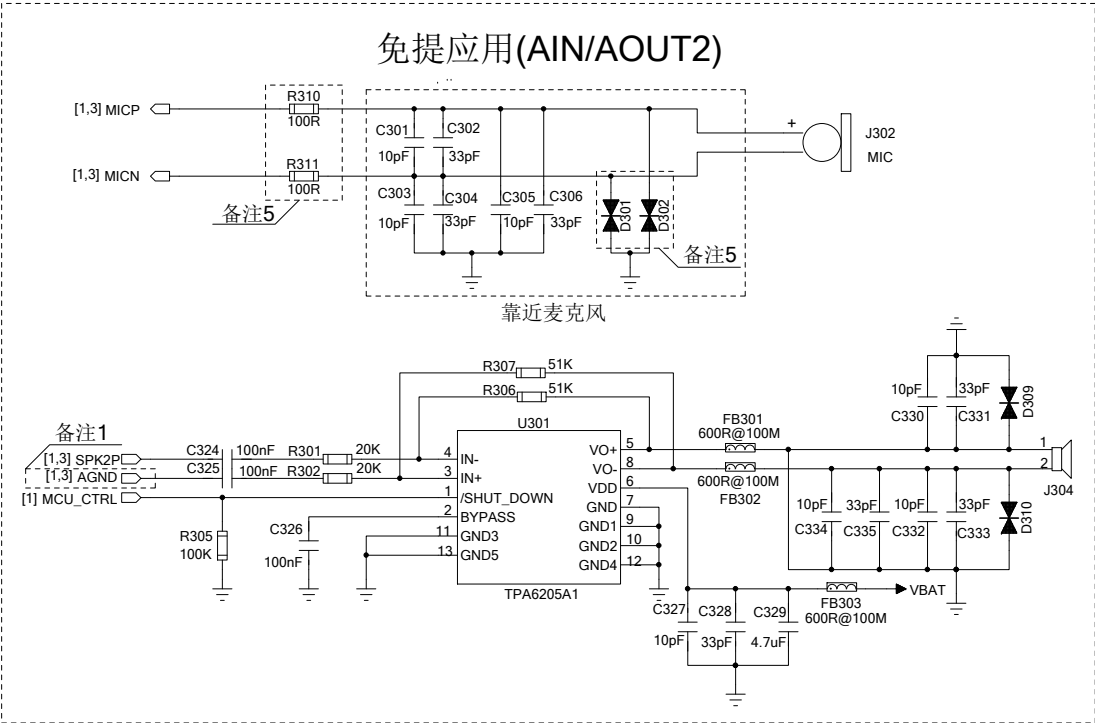 免提应用(AIN/AOUT2)
[1,3] MICP
R310
100R
[1,3] MICN
R311
100R
备注5
C301
10pF
C302
33pF
C303
10pF
C304
33pF
C305
10pF
C306
33pF
D301
D302
备注5
+
J302
MIC
靠近麦克风
R307
51K
R306
51K
备注1
[1,3] SPK2P
[1,3] AGND
[1] MCU_CTRL
C324
100nF
C325
100nF
R301
20K
R302
20K
R305
100K
C326
100nF
U301
4 IN-
3 IN+
1 /SHUT_DOWN
2 BYPASS
11 GND3
13 GND5
VO+ 5
VO- 8
VDD 6
GND 7
GND1 9
GND2 10
GND4 12
TPA6205A1
FB301
600R@100M
600R@100M
FB302
10pF
C330
33pF
C331
D309
1
2
J304
10pF
C334
33pF
C335
10pF
C332
33pF
C333
D310
C327
10pF
C328
33pF
C329
4.7uF
FB303
600R@100M
VBAT